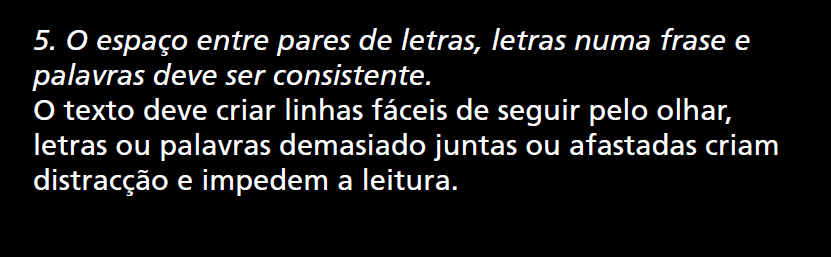 5. O espaço entre pares de letras, letras numa frase e
palavras deve ser consistente.
O texto deve criar linhas fáceis de seguir pelo olhar,
letras ou palavras demasiado juntas ou afastadas criam
distracção e impedem a leitura.